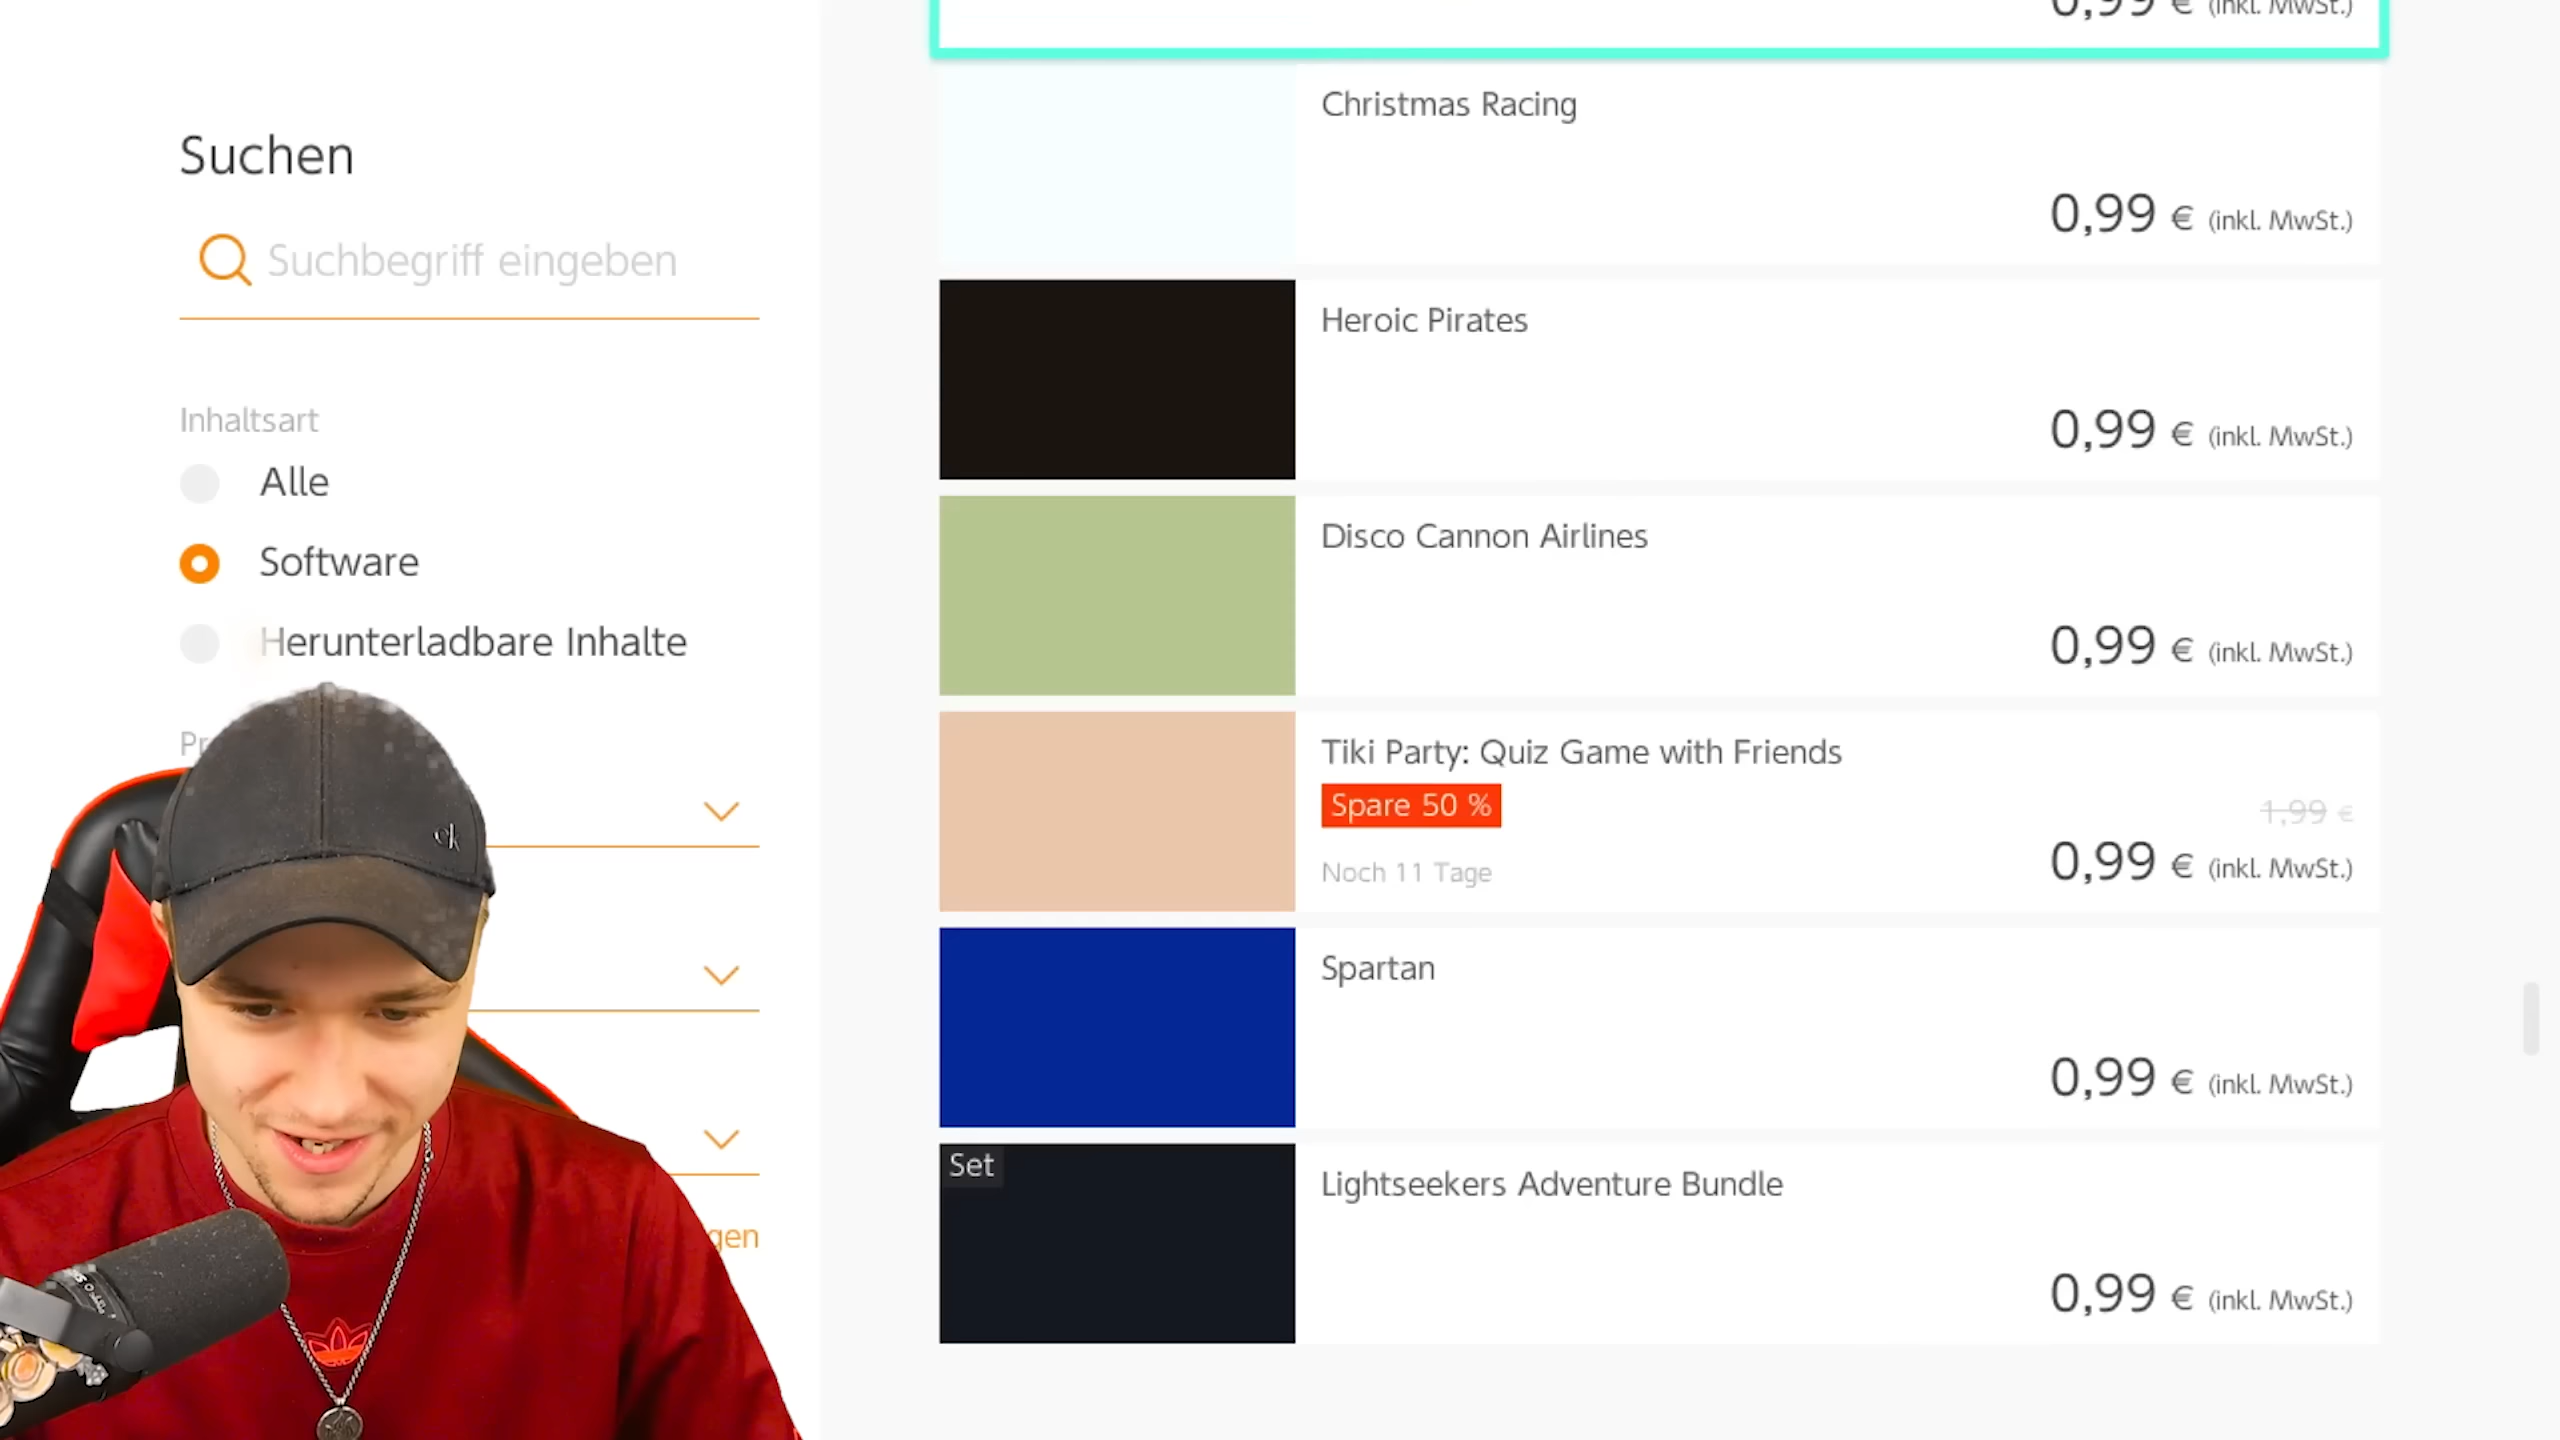 Suchen
Suchbegriff eingeben
Inhaltsart
Alle
Software
Herunterladbare Inhalte
gen
ck
0,99 € (inkl. MwSt.)
Christmas Racing
0,99 € (inkl. MwSt.)
Heroic Pirates
0,99 € (inkl. MwSt.)
Disco Cannon Airlines
0,99 € (inkl. MwSt.)
Tiki Party: Quiz Game with Friends
Spare 50 %
1,99 €
Noch 11 Tage
0,99 € (inkl. MwSt.)
Spartan
0,99 € (inkl. MwSt.)
Set
Lightseekers Adventure Bundle
0,99 € (inkl. MwSt.)